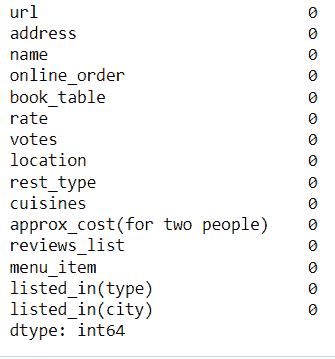 url 0
address 0
name 0
online_order 0
book_table 0
rate 0
votes 0
location 0
rest_type 0
cuisines 0
approx_cost(for two people) 0
reviews_list 0
menu_item 0
listed_in(type) 0
listed_in(city) 0
dtype: int64